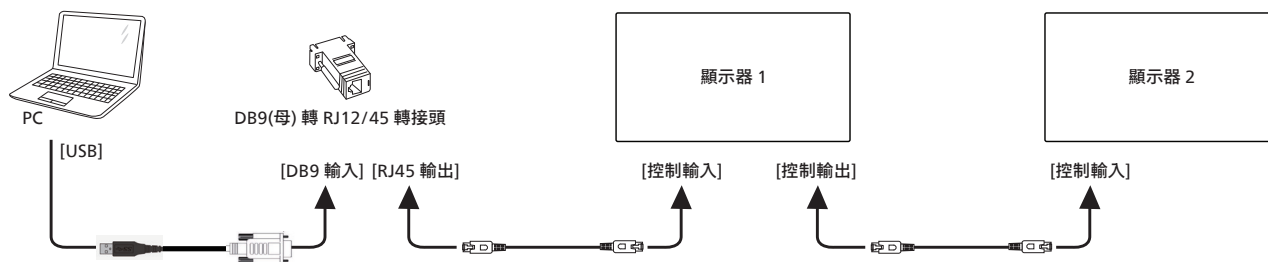 顯示器 1
顯示器 2
PC
DB9(母) 轉 RJ12/45 轉接頭
[USB]
[DB9 輸入] [RJ45 輸出]
[控制輸入]
[控制輸出]
[控制輸入]